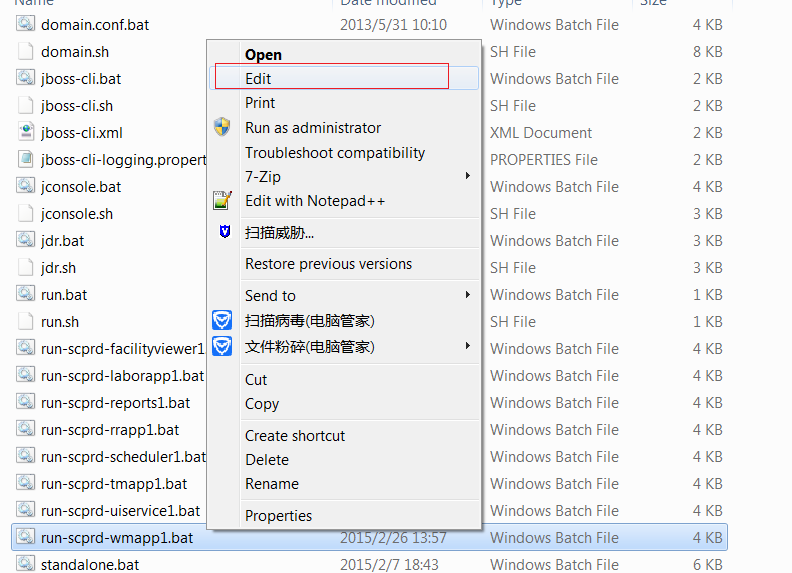 Name Date modified Type Size
domain.conf.bat 2013/5/31 10:10 Windows Batch File 4 KB
domain.sh SH File 8 KB
jboss-cli.bat Windows Batch File 2 KB
jboss-cli.sh SH File 2 KB
jboss-cli.xml XML Document 2 KB
jboss-cli-logging.propert PROPERTIES File 2 KB
jconsole.bat Windows Batch File 2 KB
jconsole.sh SH File 3 KB
jdr.bat Windows Batch File 3 KB
jdr.sh SH File 3 KB
run.bat Windows Batch File 1 KB
run.sh SH File 1 KB
run-scprd-facilityviewer1. Windows Batch File 4 KB
run-scprd-laborapp1.bat Windows Batch File 4 KB
run-scprd-reports1.bat Windows Batch File 4 KB
run-scprd-rrapp1.bat Windows Batch File 4 KB
run-scprd-scheduler1.bat Windows Batch File 4 KB
run-scprd-tmapp1.bat Windows Batch File 4 KB
run-scprd-uiservice1.bat Windows Batch File 4 KB
run-scprd-wmapp1.bat 2015/2/26 13:57 Windows Batch File 4 KB
standalone.bat 2015/2/7 18:43 Windows Batch File 6 KB
Open
Edit
Print
Run as administrator
Troubleshoot compatibility
7-Zip
Edit with Notepad++
扫描威胁...
Restore previous versions
Send to
扫描病毒(电脑管家)
文件粉碎(电脑管家)
Cut
Copy
Create shortcut
Delete
Rename
Properties